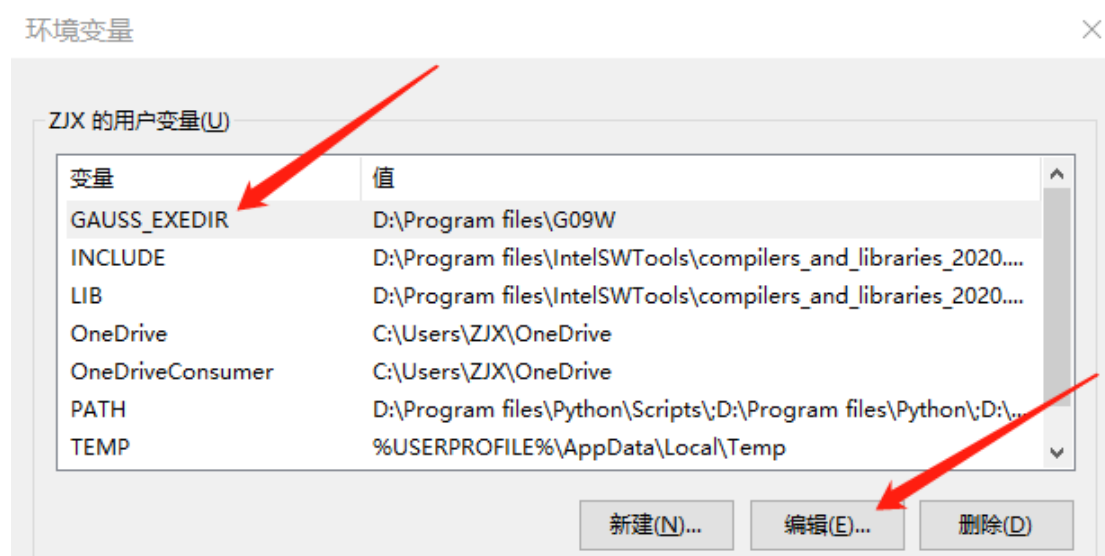 环境变量
ZJX 的用户变量(U)
变量 值
GAUSS_EXEDIR D:\Program files\G09W
INCLUDE D:\Program files\IntelSWTools\compilers_and_libraries_2020....
LIB D:\Program files\IntelSWTools\compilers_and_libraries_2020....
OneDrive C:\Users\ZJX\OneDrive
OneDriveConsumer C:\Users\ZJX\OneDrive
PATH D:\Program files\Python\Scripts\;D:\Program files\Python\;D:\...
TEMP %USERPROFILE%\AppData\Local\Temp
新建(N)... 编辑(E)... 删除(D)